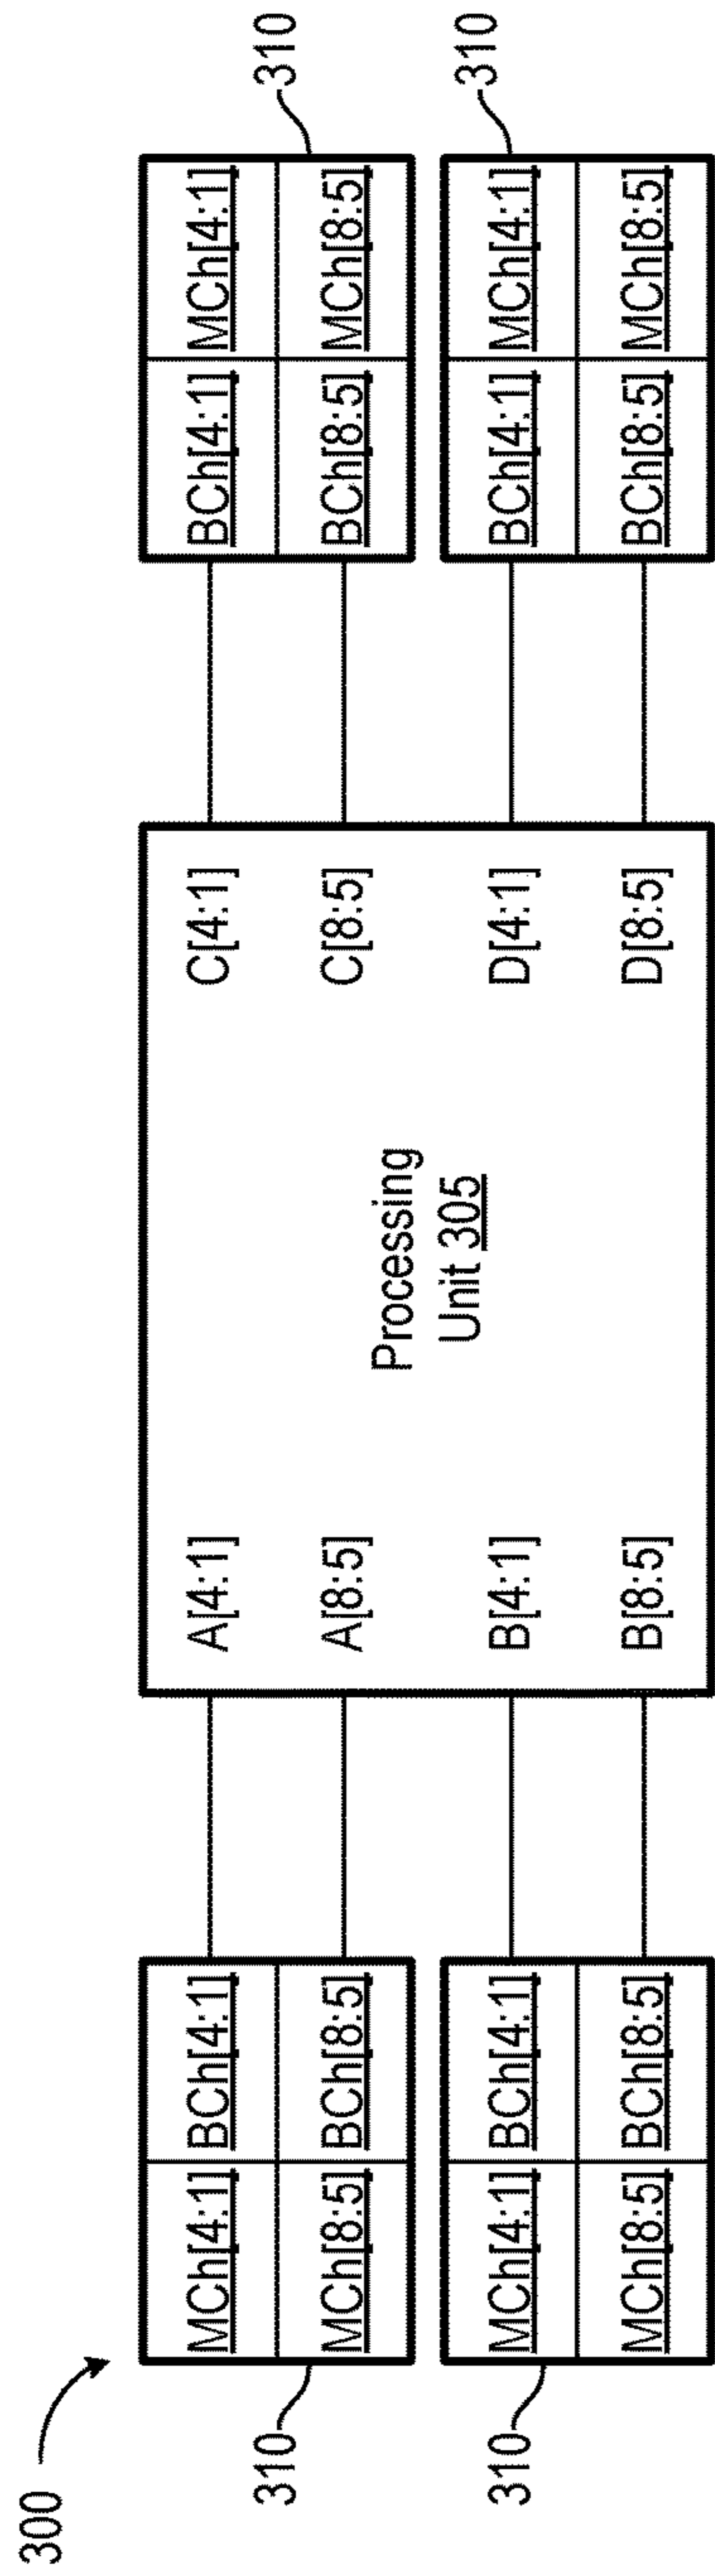 300
310
MCh[4:1] BCh[4:1]
MCh[8:5] BCh[8:5]
310
MCh[4:1] BCh[4:1]
MCh[8:5] BCh[8:5]
A[4:1]
A[8:5]
B[4:1]
B[8:5]
Processing
Unit 305
C[4:1]
C[8:5]
D[4:1]
D[8:5]
BCh[4:1] MCh[4:1]
BCh[8:5] MCh[8:5]
310
BCh[4:1] MCh[4:1]
BCh[8:5] MCh[8:5]
310